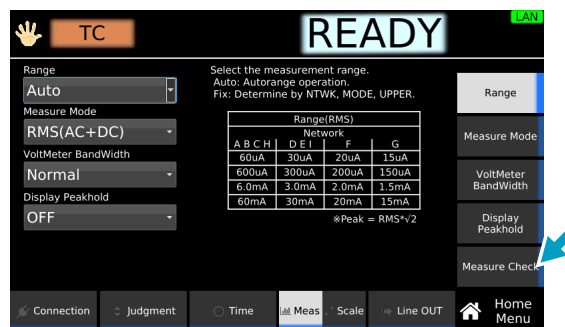 LAN
TC
READY
Range
Auto
Measure Mode
RMS(AC+DC)
VoltMeter BandWidth
Normal
Display Peakhold
OFF
Select the measurement range.
Auto: Autorange operation.
Fix: Determine by NTWK, MODE, UPPER.
Range(RMS)
Network
A B C H D E I F G
60uA 30uA 20uA 15uA
600uA 300uA 200uA 150uA
6.0mA 3.0mA 2.0mA 1.5mA
60mA 30mA 20mA 15mA
※Peak = RMS*√2
Range
Measure Mode
VoltMeter
BandWidth
Display
Peakhold
Measure Check
Connection
Judgment
Time
Meas
Scale
Line OUT
Home
Menu